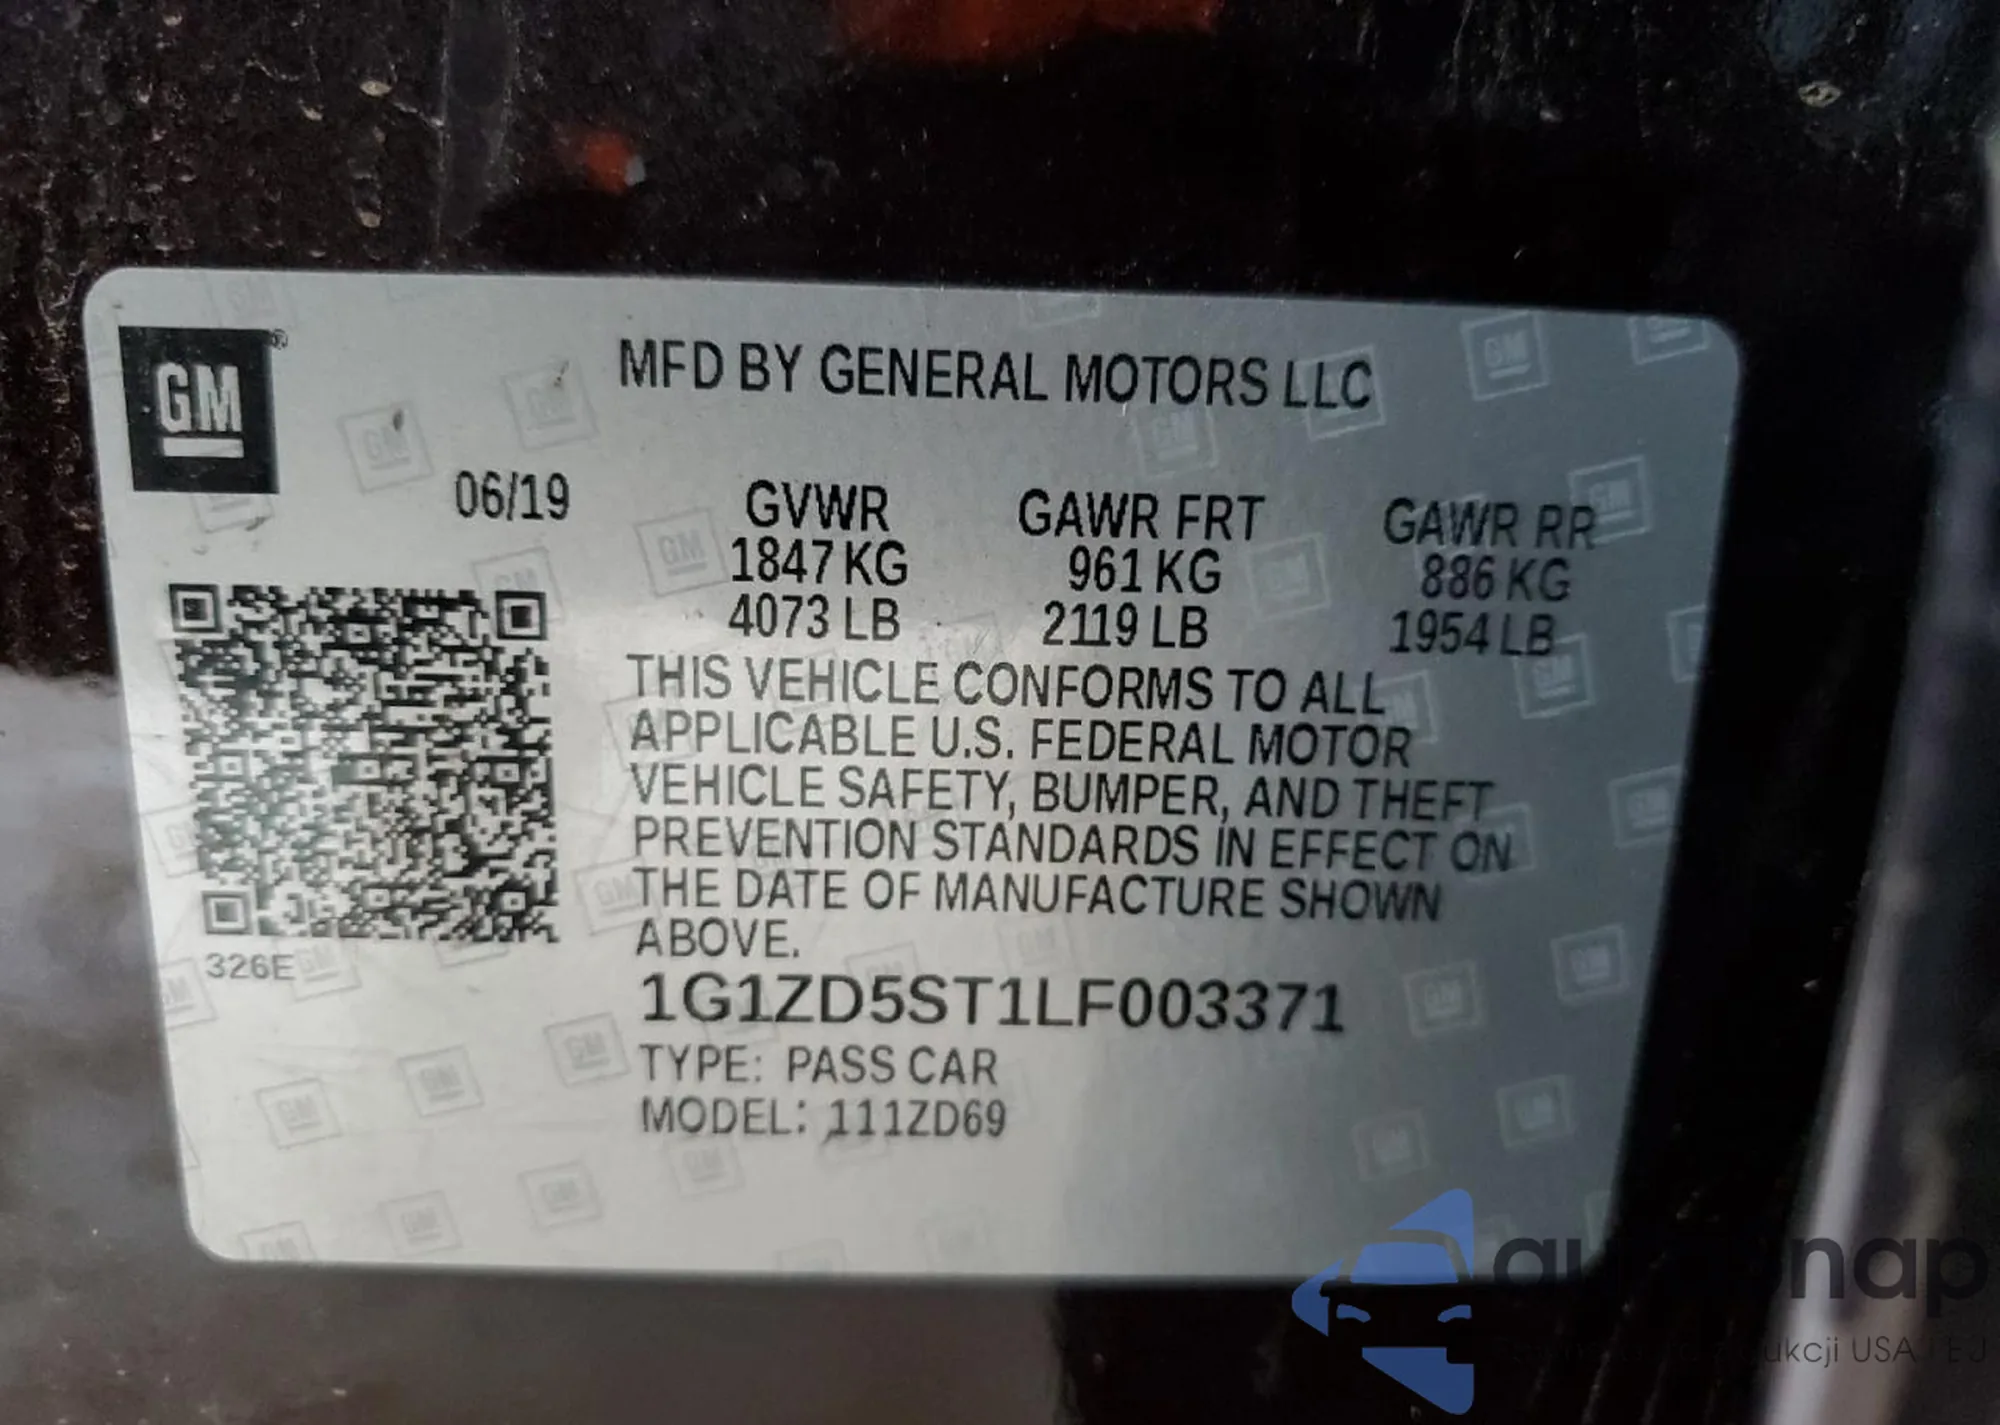 GM
MFD BY GENERAL MOTORS LLC
06/19
GVWR GAWR FRT GAWR RR
1847 KG 961 KG 886 KG
4073 LB 2119 LB 1954 LB
THIS VEHICLE CONFORMS TO ALL
APPLICABLE U.S. FEDERAL MOTOR
VEHICLE SAFETY, BUMPER, AND THEFT
PREVENTION STANDARDS IN EFFECT ON
THE DATE OF MANUFACTURE SHOWN
ABOVE.
326E
1G1ZD5ST1LF003371
TYPE: PASS CAR
MODEL: 111ZD69
USA